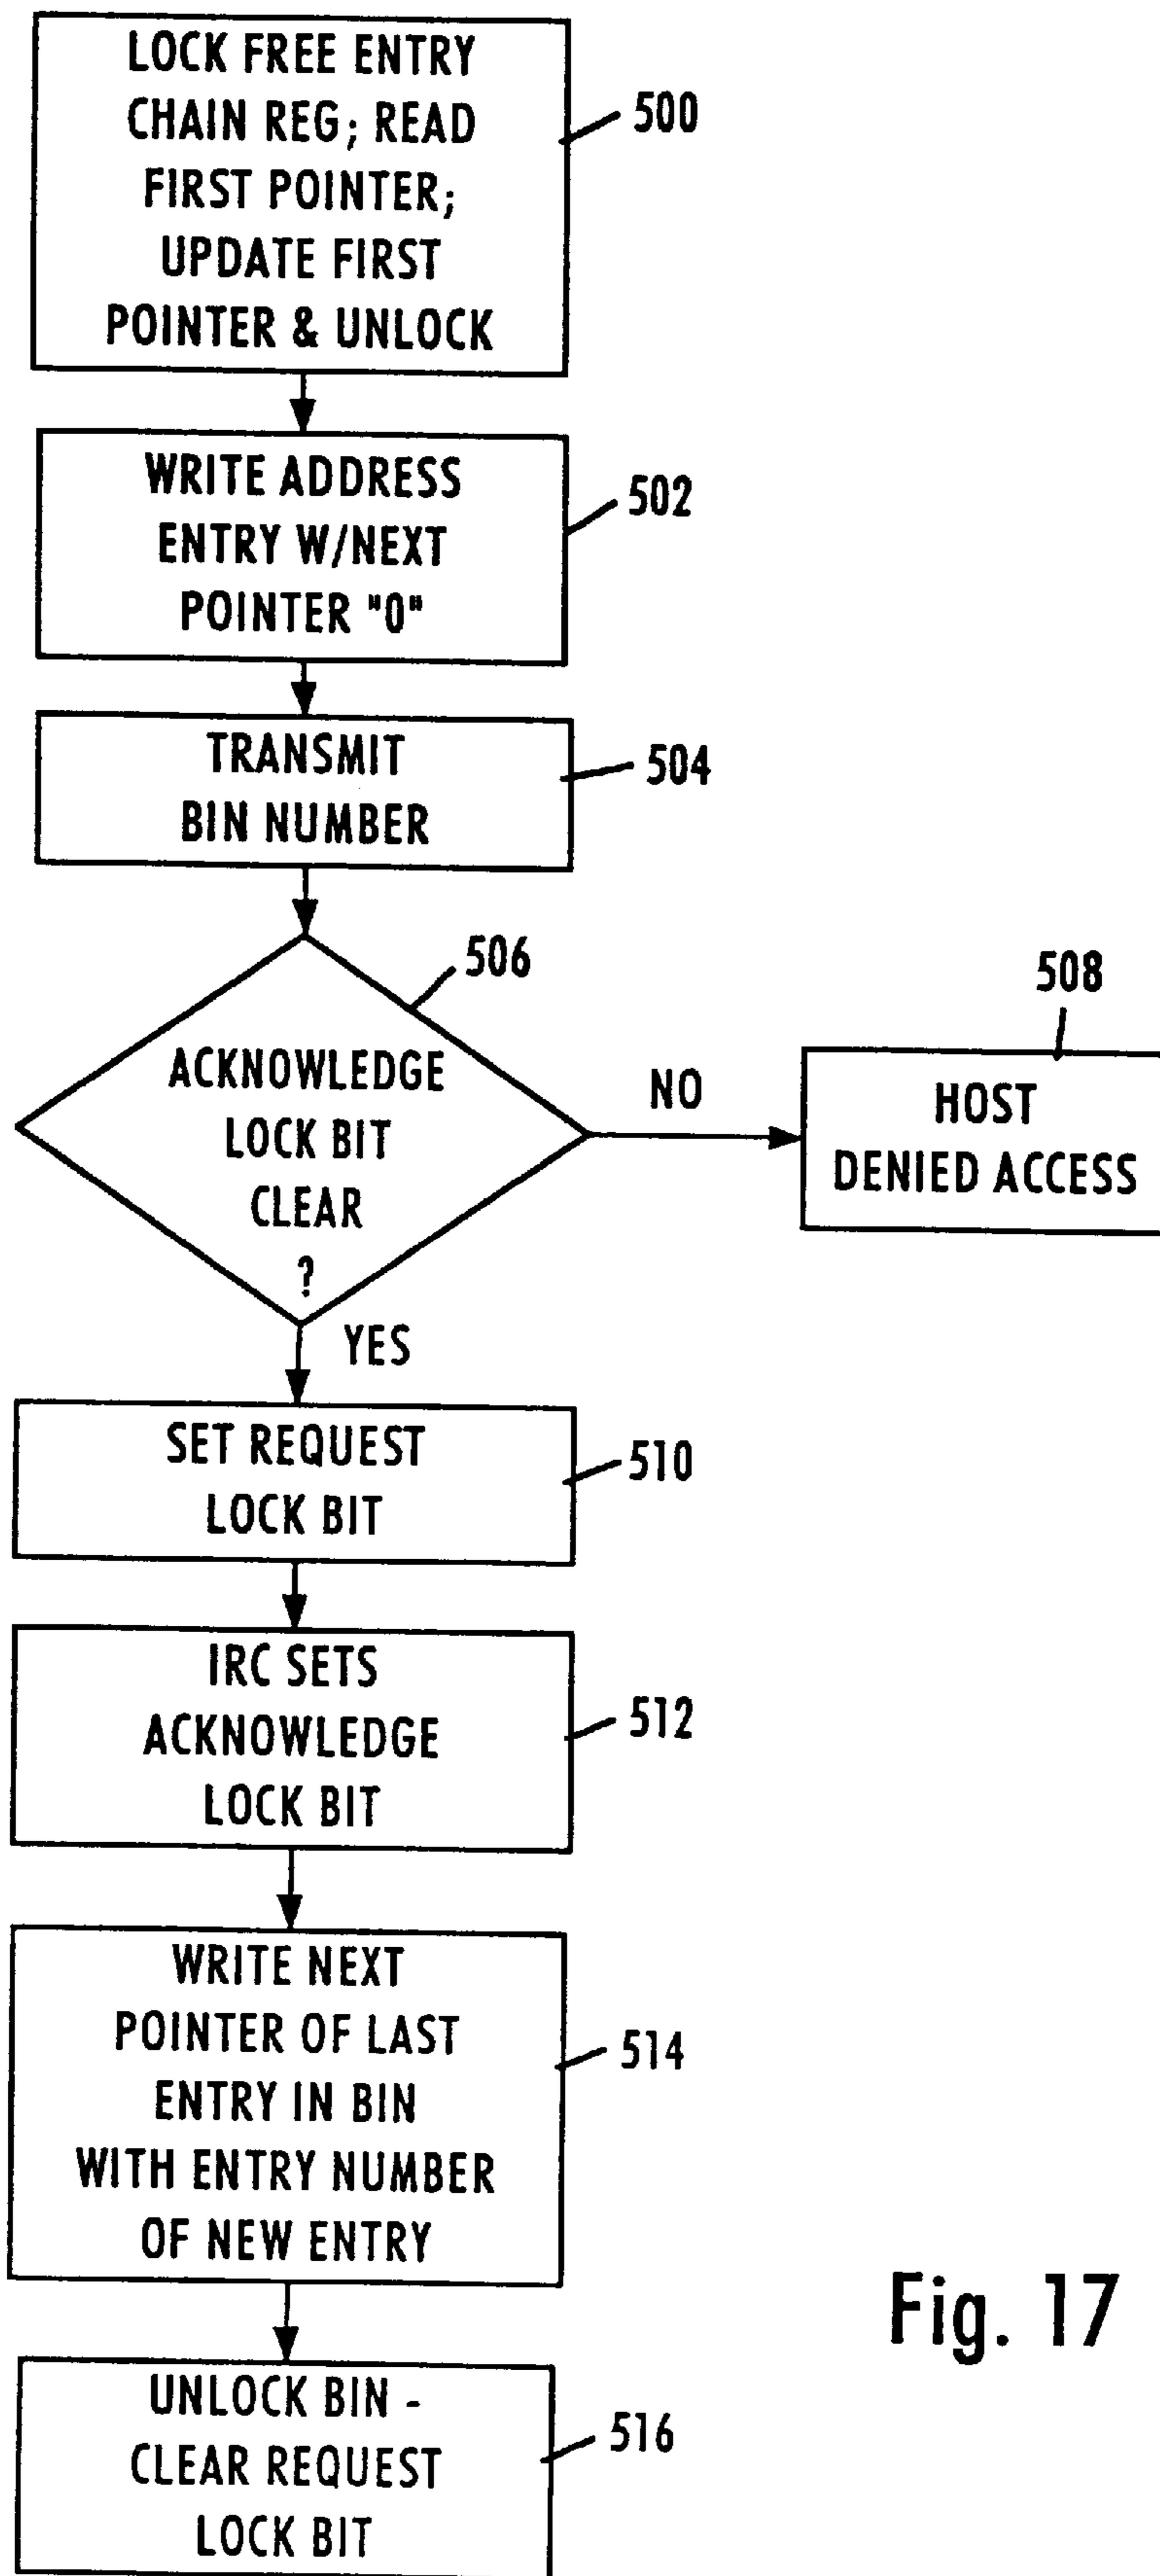 LOCK FREE ENTRY
CHAIN REG; READ
FIRST POINTER;
UPDATE FIRST
POINTER & UNLOCK
500
WRITE ADDRESS
ENTRY W/NEXT
POINTER "0"
502
TRANSMIT
BIN NUMBER
504
506
ACKNOWLEDGE
LOCK BIT
CLEAR
?
NO
508
HOST
DENIED ACCESS
YES
SET REQUEST
LOCK BIT
510
IRC SETS
ACKNOWLEDGE
LOCK BIT
512
WRITE NEXT
POINTER OF LAST
ENTRY IN BIN
WITH ENTRY NUMBER
OF NEW ENTRY
514
UNLOCK BIN -
CLEAR REQUEST
LOCK BIT
516
Fig. 17